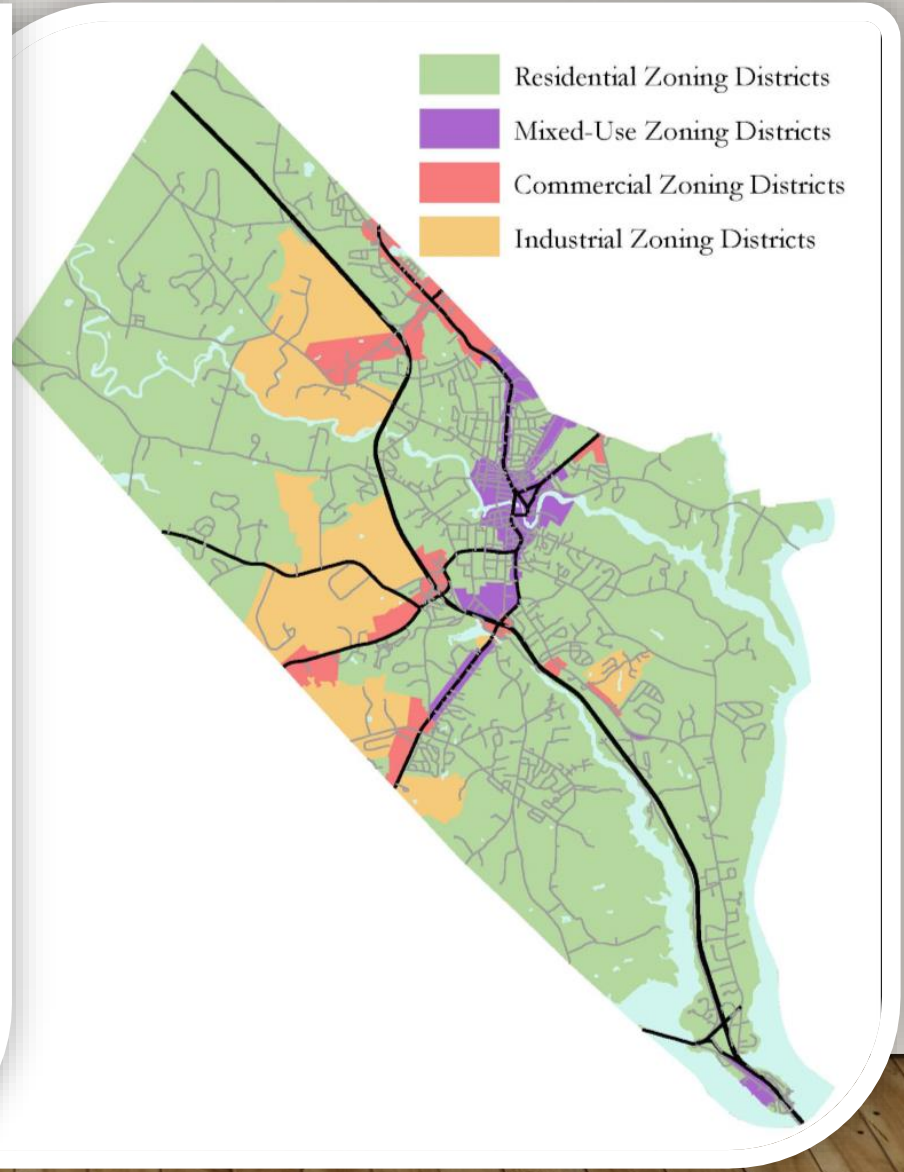 Residential Zoning Districts
Mixed-Use Zoning Districts
Commercial Zoning Districts
Industrial Zoning Districts